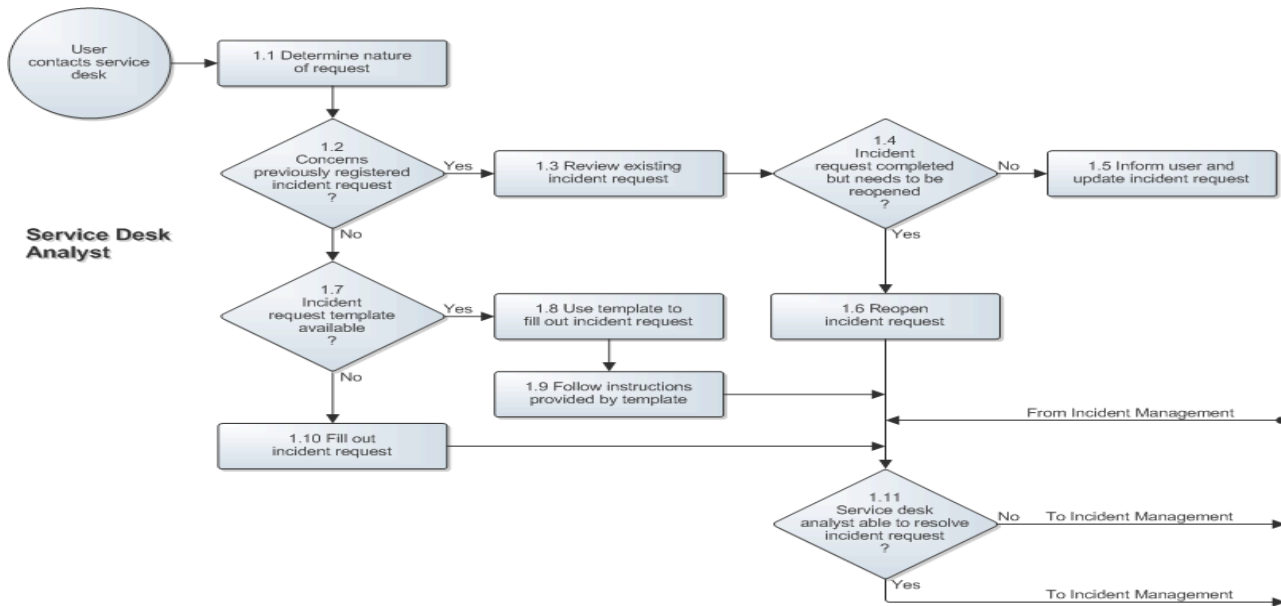 User
contacts service
desk
1.1 Determine nature
of request
1.2
Concerns
previously registered
incident request
?
Yes
1.3 Review existing
incident request
1.4
Incident
request completed
but needs to be
reopened
?
No
1.5 Inform user and
update incident request
No
Yes
Service Desk
Analyst
1.7
Incident
request template
available
?
Yes
1.8 Use template to
fill out incident request
1.6 Reopen
incident request
No
1.9 Follow instructions
provided by template
From Incident Management
1.10 Fill out
incident request
1.11
Service desk
analyst able to resolve
incident request
?
No
To Incident Management
Yes
To Incident Management